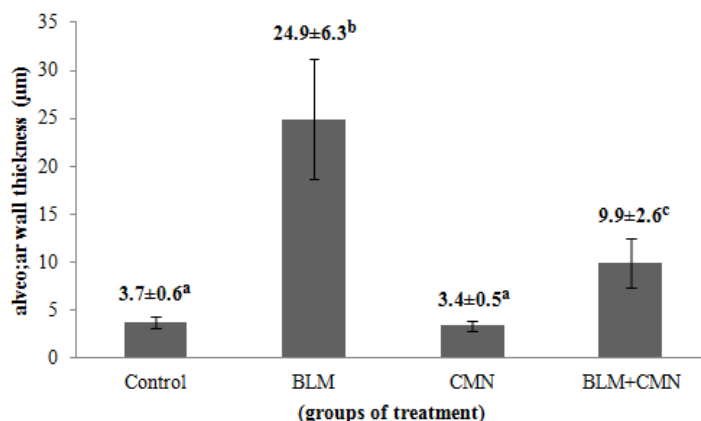 35
30
25
20
15
10
5
0
alveo;ar wall thickness (µm)
24.9±6.3ᵇ
9.9±2.6ᶜ
3.7±0.6ᵃ
3.4±0.5ᵃ
Control BLM CMN BLM+CMN
(groups of treatment)